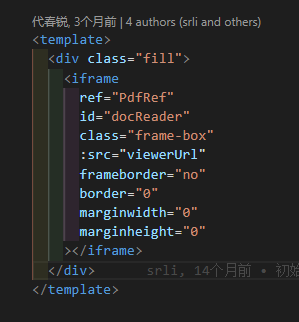 代春锐, 3个月前 | 4 authors (srli and others)
<template>
  <div class="fill">
    <iframe
      ref="PdfRef"
      id="docReader"
      class="frame-box"
      :src="viewerUrl"
      frameborder="no"
      border="0"
      marginwidth="0"
      marginheight="0"
    ></iframe>
  </div>      srli, 14个月前 • 初始
</template>